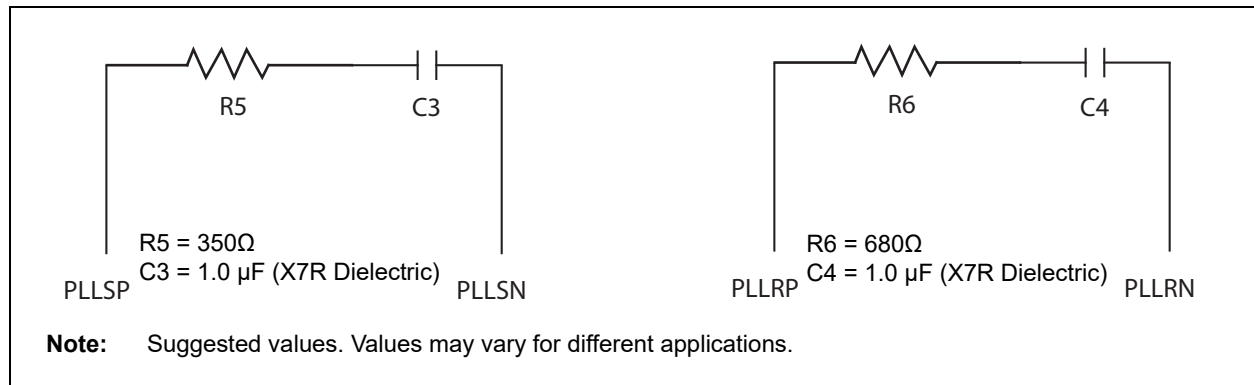 R5
C3
R5 = 350Ω
C3 = 1.0 µF (X7R Dielectric)
PLLSP
PLLSN
R6
C4
R6 = 680Ω
C4 = 1.0 µF (X7R Dielectric)
PLLRP
PLLRN
Note: Suggested values. Values may vary for different applications.